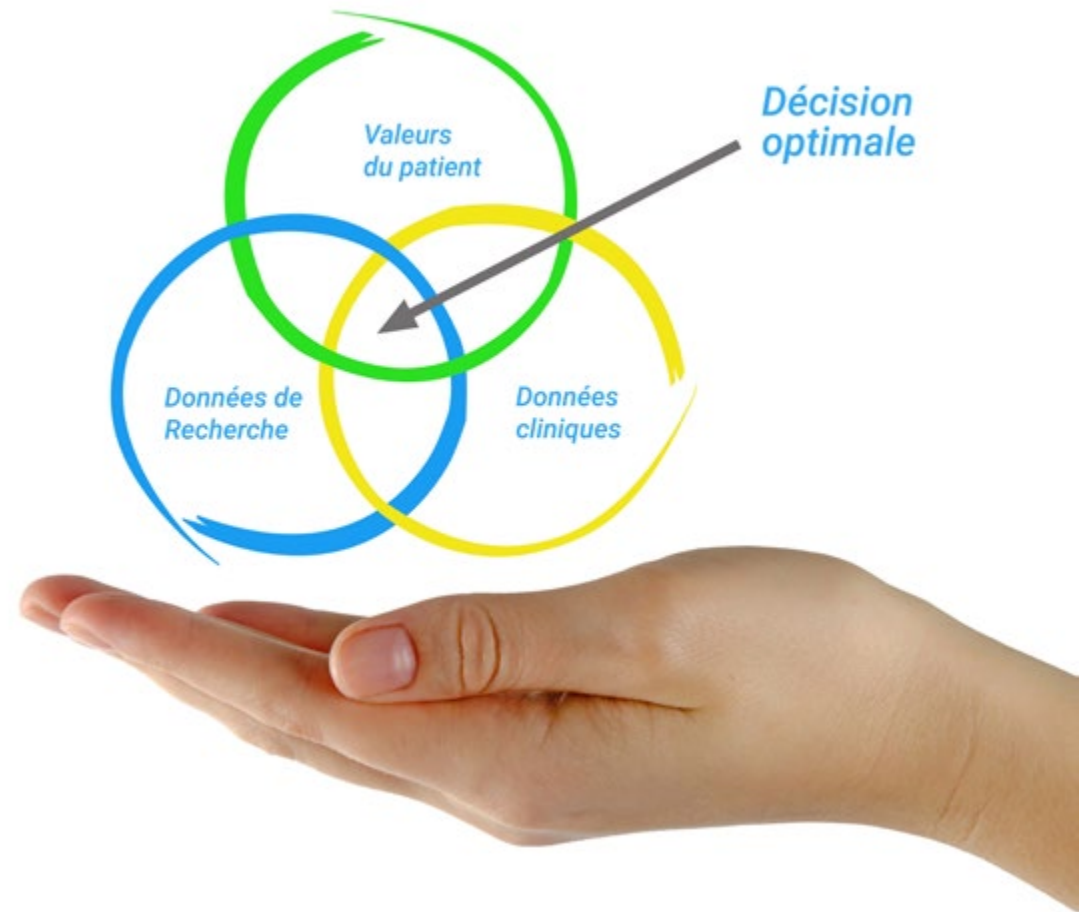 Valeurs
du patient
Décision
optimale
Données de
Recherche
Données
cliniques